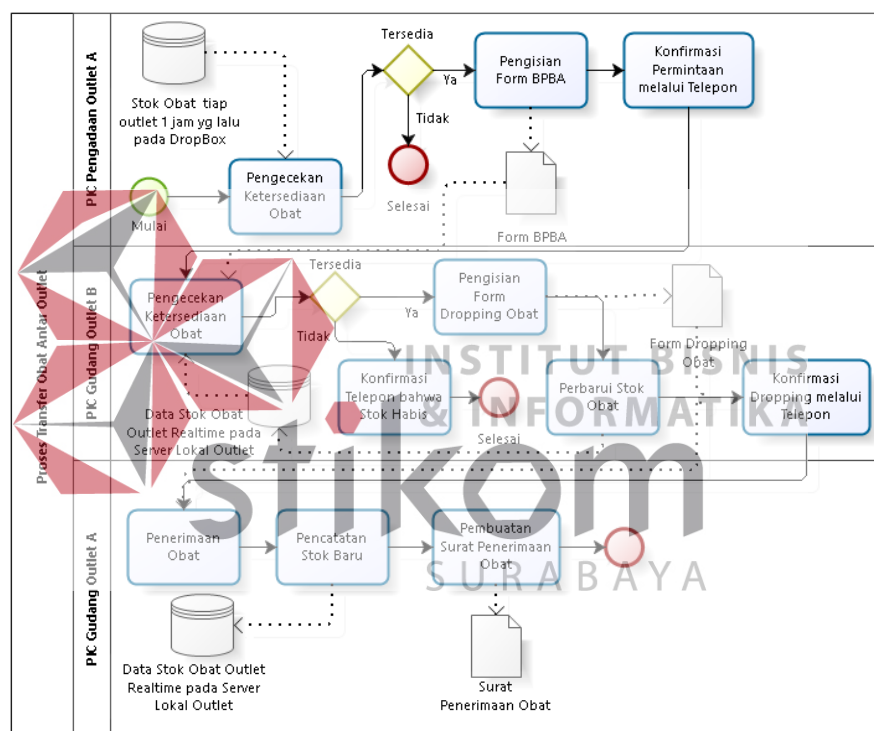 Proses Transfer Obat Antar Outlet
PIC Pengadaan Outlet A
Stok Obat tiap
outlet 1 jam yg lalu
pada DropBox
Mulai
Pengecekan
Ketersediaan
Obat
Tersedia
Ya
Tidak
Selesai
Pengisian
Form BPBA
Form BPBA
Konfirmasi
Permintaan
melalui Telepon
PIC Gudang Outlet B
Pengecekan
Ketersediaan
Obat
Tersedia
Ya
Tidak
Pengisian
Form
Dropping Obat
Form Dropping
Obat
Data Stok Obat
Outlet Realtime pada
Server Lokal Outlet
Konfirmasi
Telepon bahwa
Stok Habis
Selesai
Perbarui Stok
Obat
Konfirmasi
Dropping melalui
Telepon
PIC Gudang Outlet A
Penerimaan
Obat
Pencatatan
Stok Baru
Pembuatan
Surat Penerimaan
Obat
Data Stok Obat Outlet
Realtime pada Server
Lokal Outlet
Surat
Penerimaan Obat
INSTITUT BISNIS
& INFORMATIKA
stikom
SURABAYA